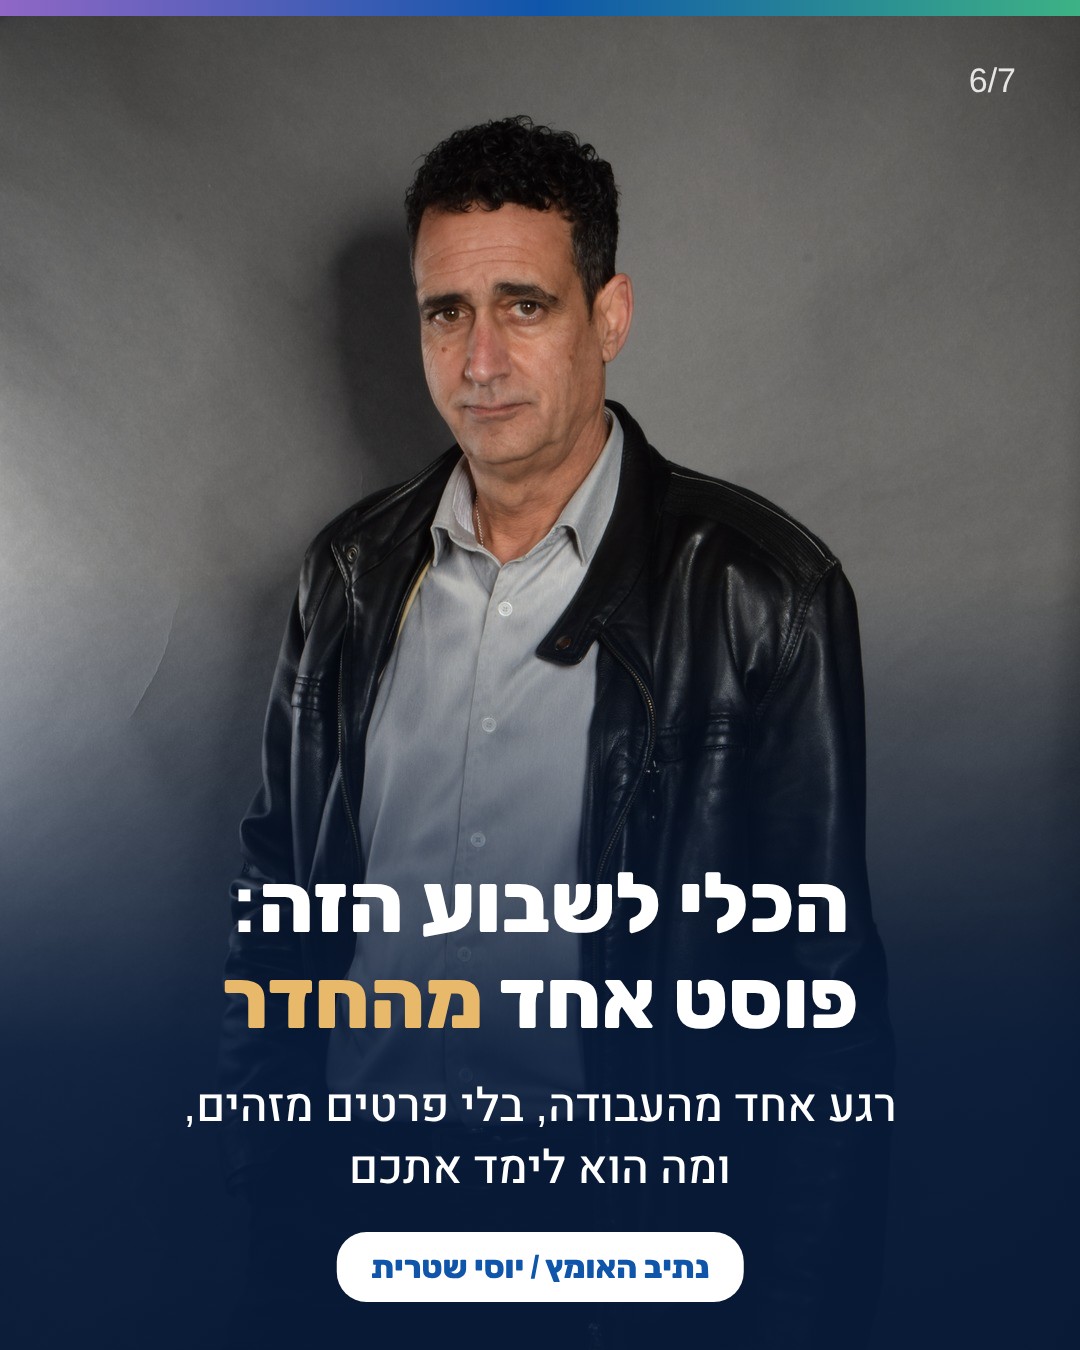 6/7
הכלי לשבוע הזה:
פוסט אחד מהחדר
רגע אחד מהעבודה, בלי פרטים מזהים,
ומה הוא לימד אתכם
נתיב האומץ / יוסי שטרית